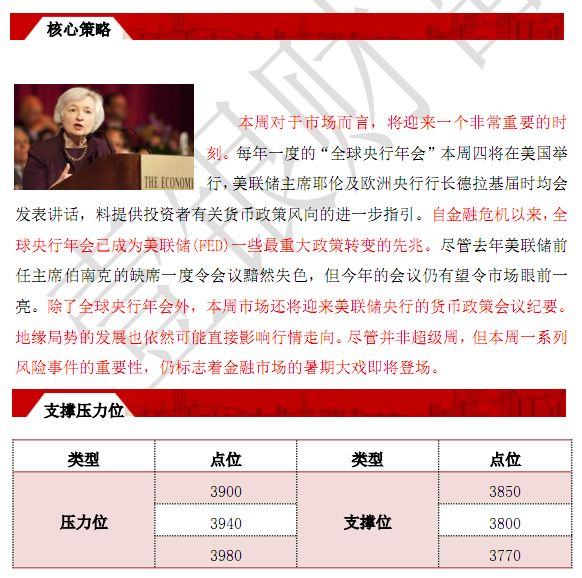 核心策略
本周对于市场而言，将迎来一个非常重要的时
刻。每年一度的“全球央行年会”本周四将在美国举
THE ECONOMI
行，美联储主席耶伦及欧洲央行行长德拉基届时均会
发表讲话，料提供投资者有关货币政策风向的进一步指引。自金融危机以来，全
球央行年会已成为美联储(FED)一些最重大政策转变的先兆。尽管去年美联储前
任主席伯南克的缺席一度令会议黯然失色，但今年的会议仍有望令市场眼前一
亮。除了全球央行年会外，本周市场还将迎来美联储央行的货币政策会议纪要。
地缘局势的发展也依然可能直接影响行情走向。尽管并非超级周，但本周一系列
风险事件的重要性，仍标志着金融市场的暑期大戏即将登场。
支撑压力位
类型 点位 类型 点位
3900 3850
压力位 3940 支撑位 3800
3980 3770
壹银财富